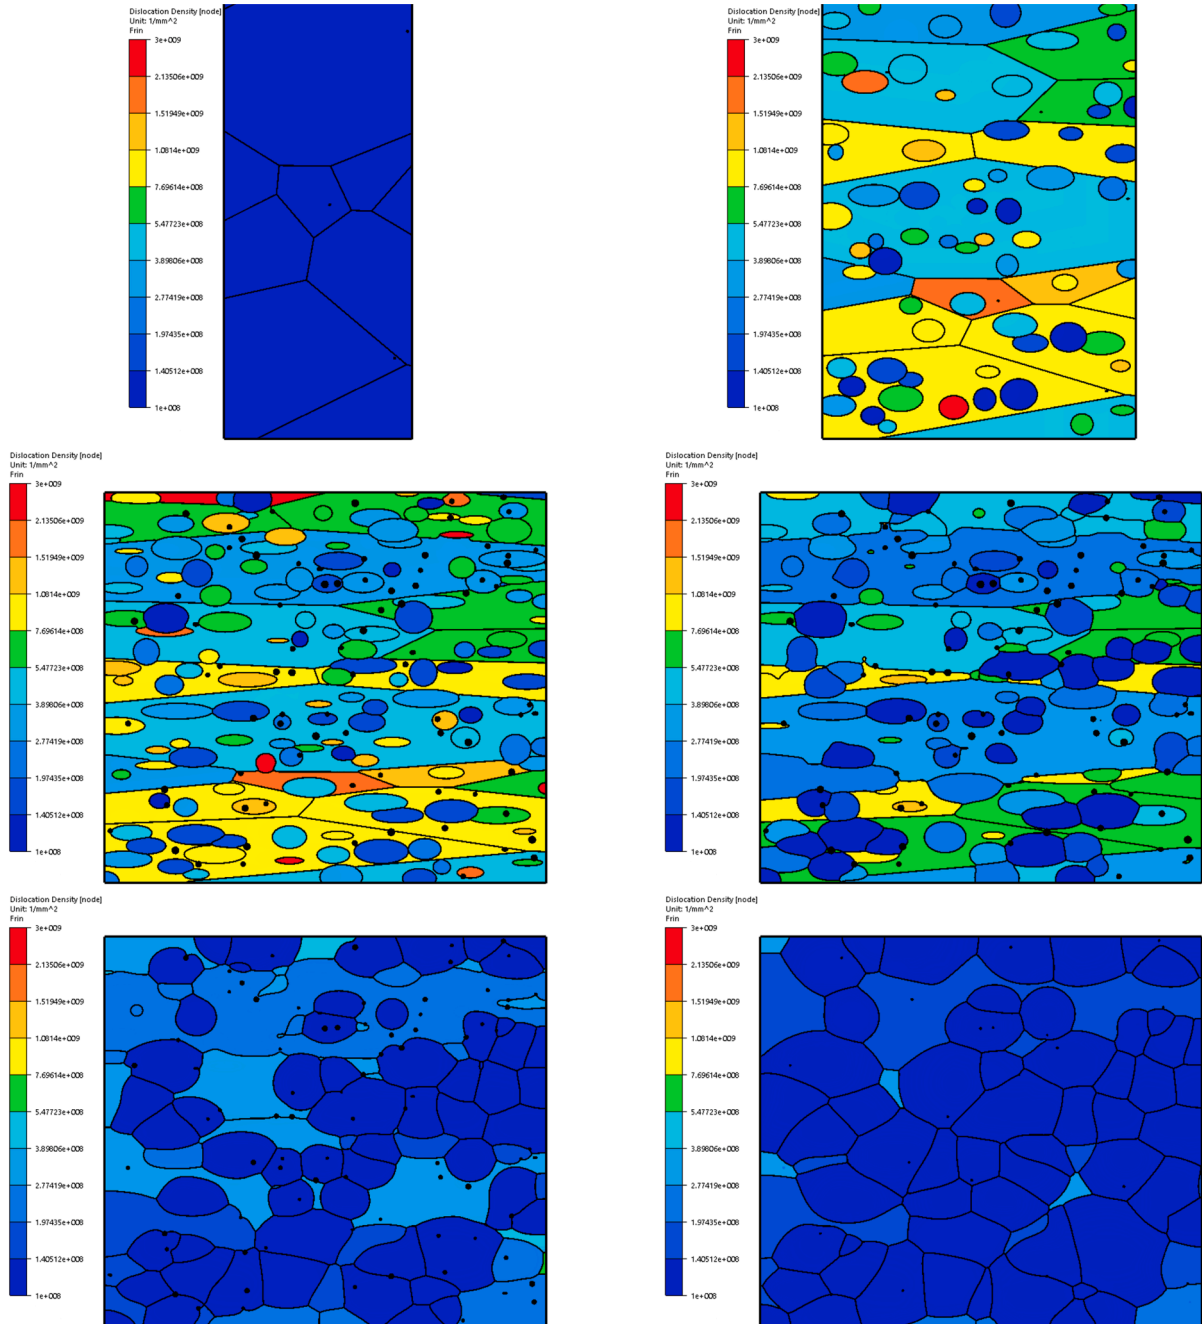 Dislocation Density [node]
Unit: 1/mm^2
Frin
3e+009
2.13506e+009
1.51949e+009
1.0814e+009
7.69614e+008
5.47723e+008
3.89806e+008
2.77419e+008
1.97435e+008
1.40512e+008
1e+008
Dislocation Density [node]
Unit: 1/mm^2
Frin
3e+009
2.13506e+009
1.51949e+009
1.0814e+009
7.69614e+008
5.47723e+008
3.89806e+008
2.77419e+008
1.97435e+008
1.40512e+008
1e+008
Dislocation Density [node]
Unit: 1/mm^2
Frin
3e+009
2.13506e+009
1.51949e+009
1.0814e+009
7.69614e+008
5.47723e+008
3.89806e+008
2.77419e+008
1.97435e+008
1.40512e+008
1e+008
Dislocation Density [node]
Unit: 1/mm^2
Frin
3e+009
2.13506e+009
1.51949e+009
1.0814e+009
7.69614e+008
5.47723e+008
3.89806e+008
2.77419e+008
1.97435e+008
1.40512e+008
1e+008
Dislocation Density [node]
Unit: 1/mm^2
Frin
3e+009
2.13506e+009
1.51949e+009
1.0814e+009
7.69614e+008
5.47723e+008
3.89806e+008
2.77419e+008
1.97435e+008
1.40512e+008
1e+008
Dislocation Density [node]
Unit: 1/mm^2
Frin
3e+009
2.13506e+009
1.51949e+009
1.0814e+009
7.69614e+008
5.47723e+008
3.89806e+008
2.77419e+008
1.97435e+008
1.40512e+008
1e+008